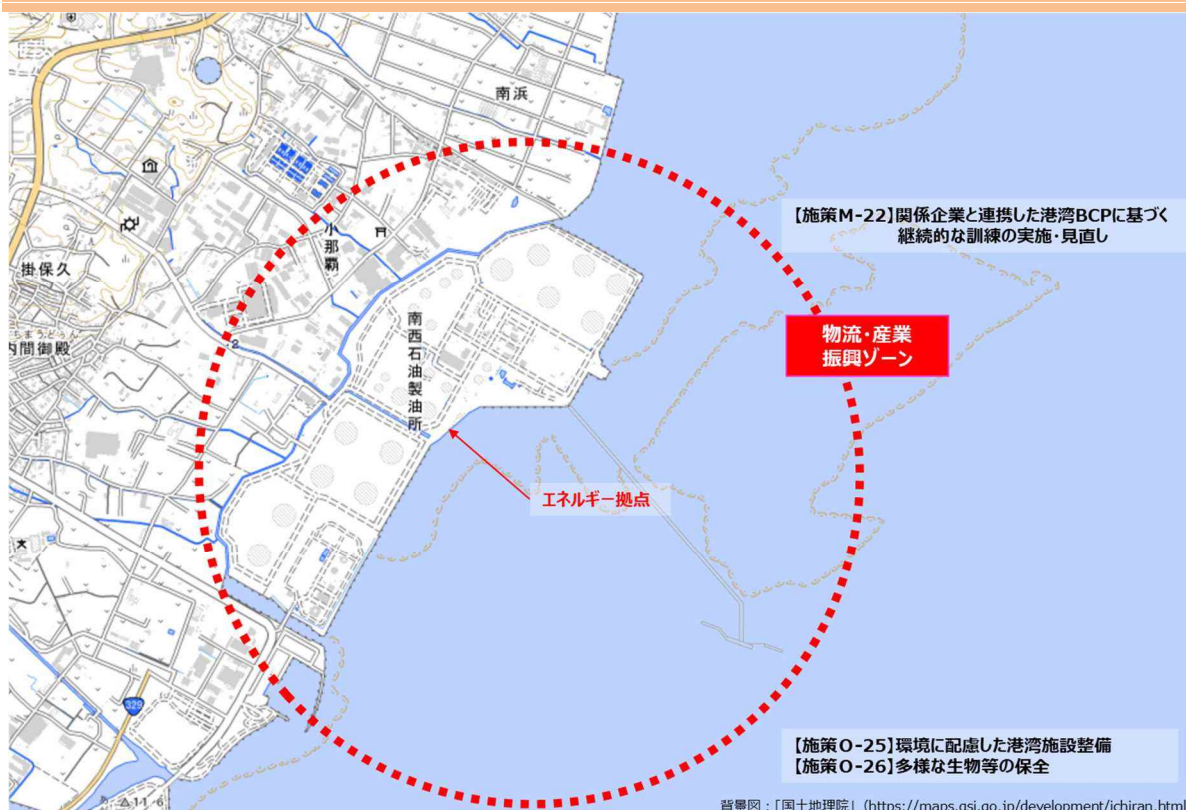 南浜
【施策M-22】関係企業と連携した港湾BCPに基づく
継続的な訓練の実施・見直し
小那覇
掛保久
物流・産業
振興ゾーン
南西石油製油所
内間御殿
エネルギー拠点
329
【施策O-25】環境に配慮した港湾施設整備
【施策O-26】多様な生物等の保全
背景図：「国土地理院」（https://maps.gsi.go.jp/development/ichiran.htm